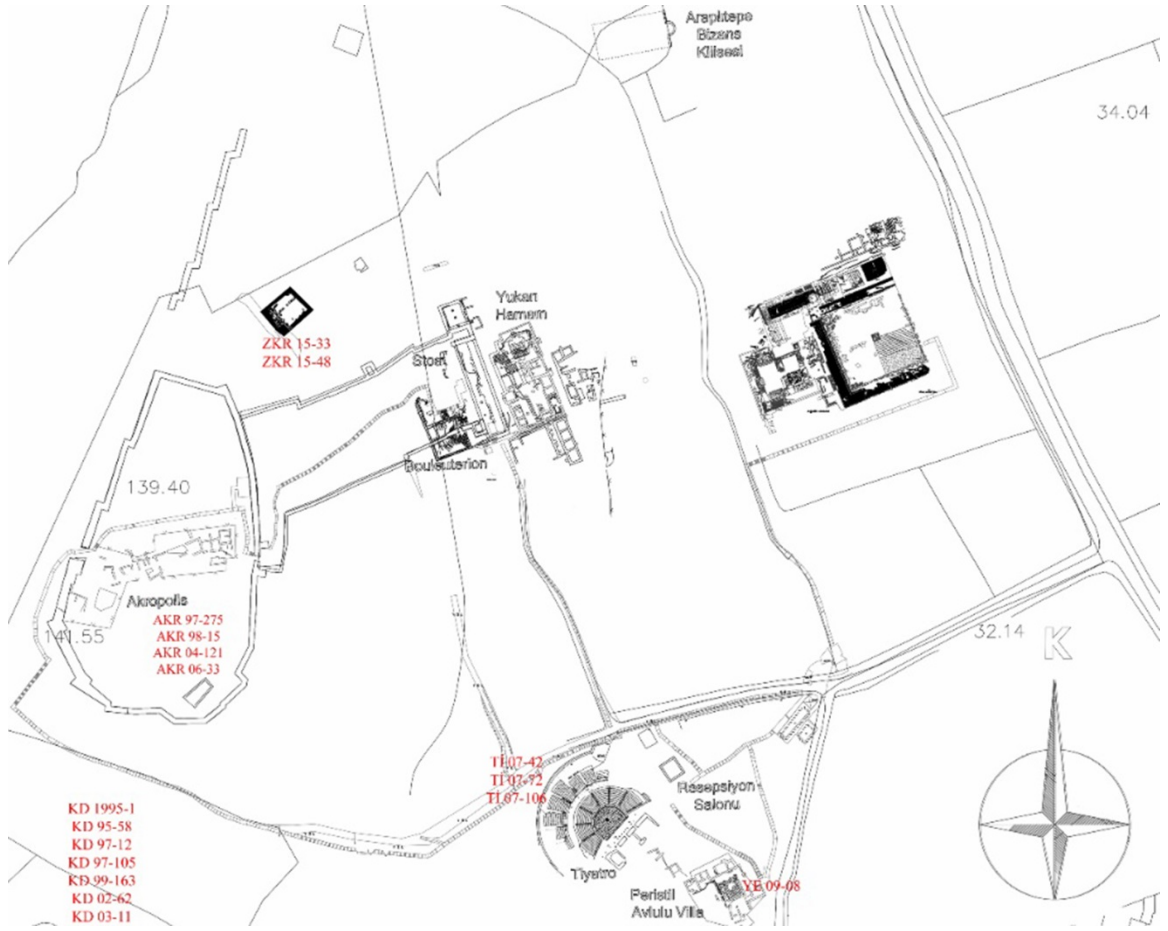 Araplıtepe
Bizans
Kilisesi
34.04
Yukarı
Hamam
ZKR 15-33
ZKR 15-48
Stoa
Bouleuterion
139.40
Akropolis
AKR 97-275
141.55
AKR 98-15
AKR 04-121
AKR 06-33
32.14
K
Tİ 07-42
Tİ 07-72
Tİ 07-106
Resepsiyon
Salonu
KD 1995-1
KD 95-58
KD 97-12
KD 97-105
KD 99-163
KD 02-62
KD 03-11
Tiyatro
YE 09-08
Peristil
Avlulu Villa